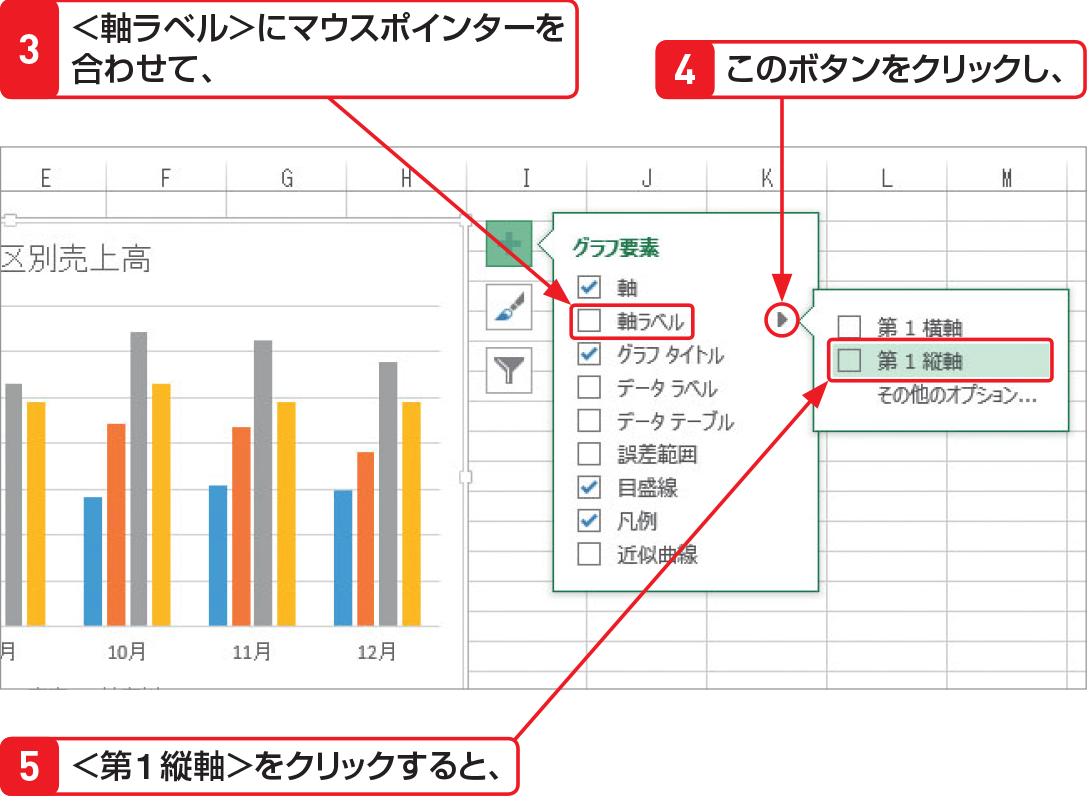 3 <軸ラベル>にマウスポインターを
合わせて、
4 このボタンをクリックし、
E F G H I J K L M
区別売上高
グラフ要素
軸
軸ラベル
グラフ タイトル
データ ラベル
データ テーブル
誤差範囲
目盛線
凡例
近似曲線
第 1 横軸
第 1 縦軸
その他のオプション...
月 10月 11月 12月
5 <第1縦軸>をクリックすると、